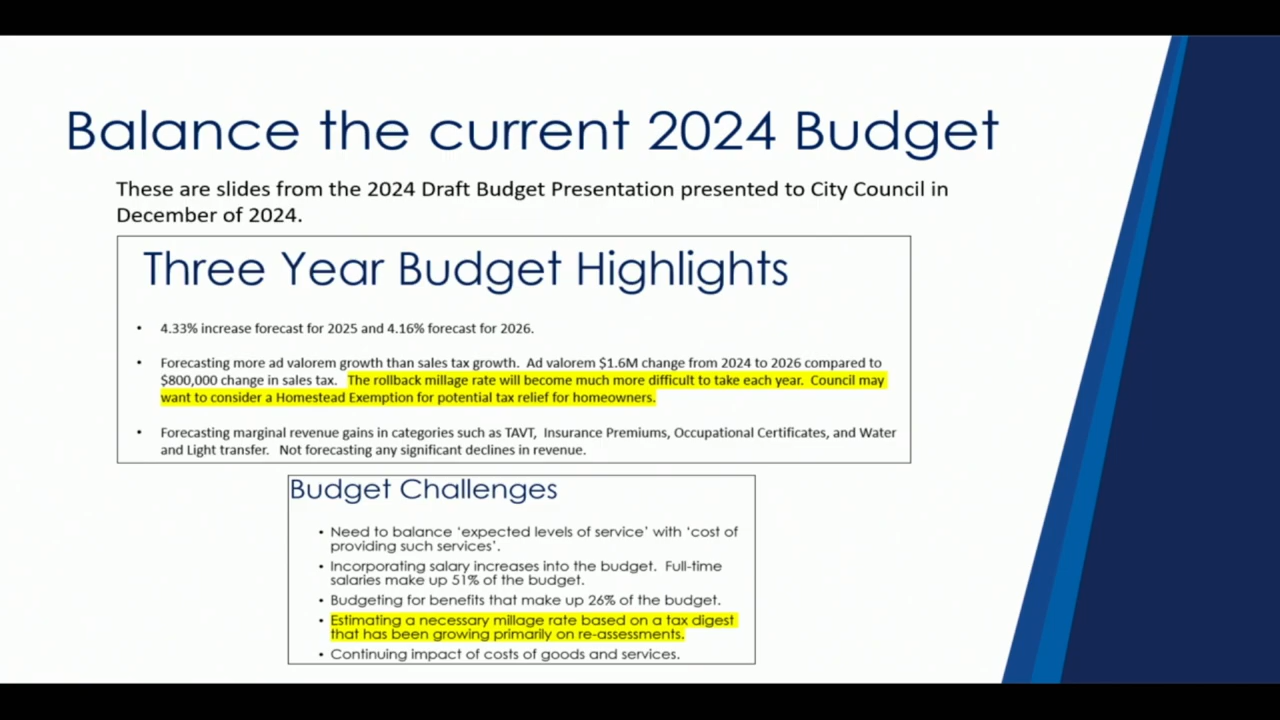 Balance the current 2024 Budget
These are slides from the 2024 Draft Budget Presentation presented to City Council in
December of 2024.
Three Year Budget Highlights
• 4.33% increase forecast for 2025 and 4.16% forecast for 2026.
• Forecasting more ad valorem growth than sales tax growth. Ad valorem $1.6M change from 2024 to 2026 compared to
$800,000 change in sales tax. The rollback millage rate will become much more difficult to take each year. Council may
want to consider a Homestead Exemption for potential tax relief for homeowners.
• Forecasting marginal revenue gains in categories such as TAVT, Insurance Premiums, Occupational Certificates, and Water
and Light transfer. Not forecasting any significant declines in revenue.
Budget Challenges
• Need to balance ‘expected levels of service’ with ‘cost of
providing such services’.
• Incorporating salary increases into the budget. Full-time
salaries make up 51% of the budget.
• Budgeting for benefits that make up 26% of the budget.
• Estimating a necessary millage rate based on a tax digest
that has been growing primarily on re-assessments.
• Continuing impact of costs of goods and services.